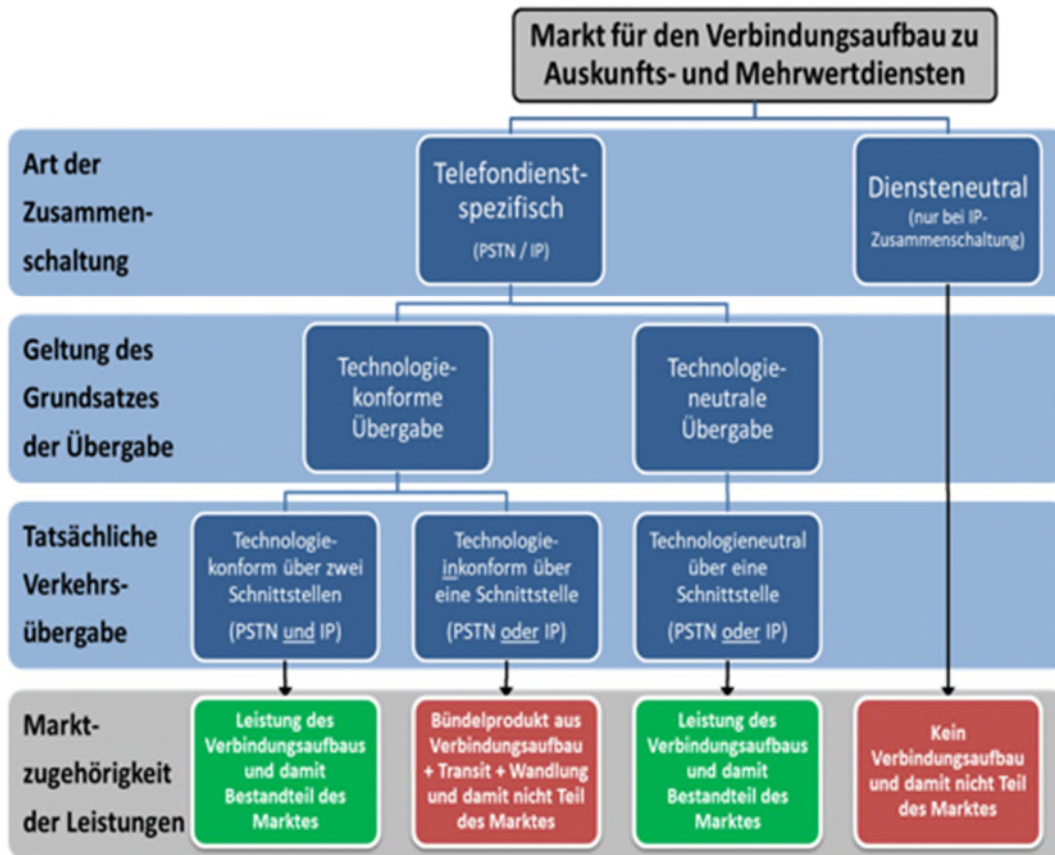 Markt für den Verbindungsaufbau zu
Auskunfts- und Mehrwertdiensten
Art der
Zusammen-
schaltung
Telefondienst-
spezifisch
(PSTN / IP)
Diensteneutral
(nur bei IP-
Zusammenschaltung)
Geltung des
Grundsatzes
der Übergabe
Technologie-
konforme
Übergabe
Technologie-
neutrale
Übergabe
Tatsächliche
Verkehrs-
übergabe
Technologie-
konform über zwei
Schnittstellen
(PSTN und IP)
Technologie-
inkonform über
eine Schnittstelle
(PSTN oder IP)
Technologieneutral
über eine
Schnittstelle
(PSTN oder IP)
Markt-
zugehörigkeit
der Leistungen
Leistung des
Verbindungsaufbaus
und damit
Bestandteil des
Marktes
Bündelprodukt aus
Verbindungsaufbau
+ Transit + Wandlung
und damit nicht Teil
des Marktes
Leistung des
Verbindungsaufbaus
und damit
Bestandteil des
Marktes
Kein
Verbindungsaufbau
und damit nicht Teil
des Marktes